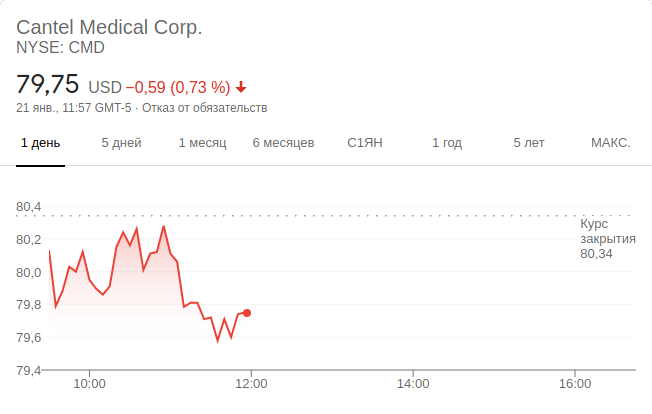 Cantel Medical Corp.
NYSE: CMD
79,75 USD −0,59 (0,73 %)
21 янв., 11:57 GMT-5 · Отказ от обязательств
1 день 5 дней 1 месяц 6 месяцев С1ЯН 1 год 5 лет МАКС.
80,4
Курс
80,2
закрытия
80,34
80,0
79,8
79,6
79,4
10:00 12:00 14:00 16:00